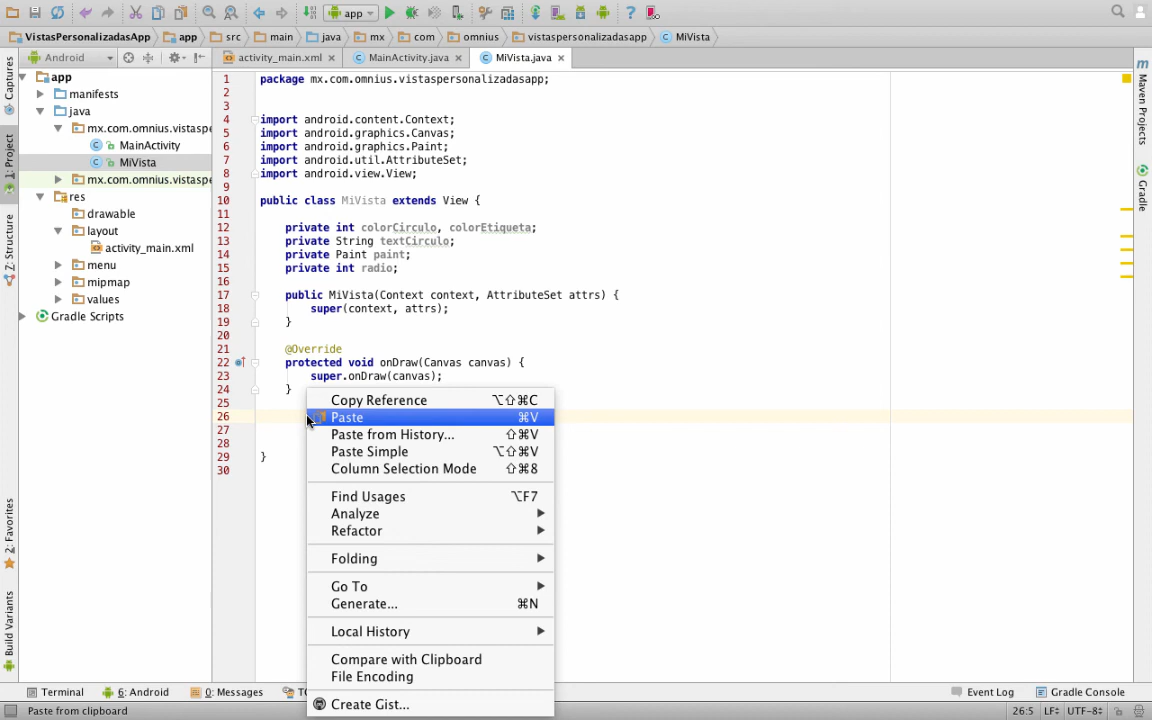 app
VistasPersonalizadasApp app src main java mx com omnius vistaspersonalizadasapp MiVista
Android
activity_main.xml MainActivity.java MiVista.java
Captures
1: Project
Z: Structure
2: Favorites
Build Variants
app
manifests
java
mx.com.omnius.vistaspe
MainActivity
MiVista
mx.com.omnius.vistaspe
res
drawable
layout
activity_main.xml
menu
mipmap
values
Gradle Scripts
1 package mx.com.omnius.vistaspersonalizadasapp;
2
3
4 import android.content.Context;
5 import android.graphics.Canvas;
6 import android.graphics.Paint;
7 import android.util.AttributeSet;
8 import android.view.View;
9
10 public class MiVista extends View {
11
12 private int colorCirculo, colorEtiqueta;
13 private String textCirculo;
14 private Paint paint;
15 private int radio;
16
17 public MiVista(Context context, AttributeSet attrs) {
18 super(context, attrs);
19 }
20
21 @Override
22 protected void onDraw(Canvas canvas) {
23 super.onDraw(canvas);
24 }
25
26
27
28
29 }
30
Copy Reference ⌥⇧⌘C
Paste ⌘V
Paste from History... ⇧⌘V
Paste Simple ⌥⇧⌘V
Column Selection Mode ⇧⌘8
Find Usages ⌥F7
Analyze
Refactor
Folding
Go To
Generate... ⌘N
Local History
Compare with Clipboard
File Encoding
Create Gist...
Maven Projects
Gradle
Terminal 6: Android 0: Messages Event Log Gradle Console
Paste from clipboard 26:5 LF÷ UTF-8÷